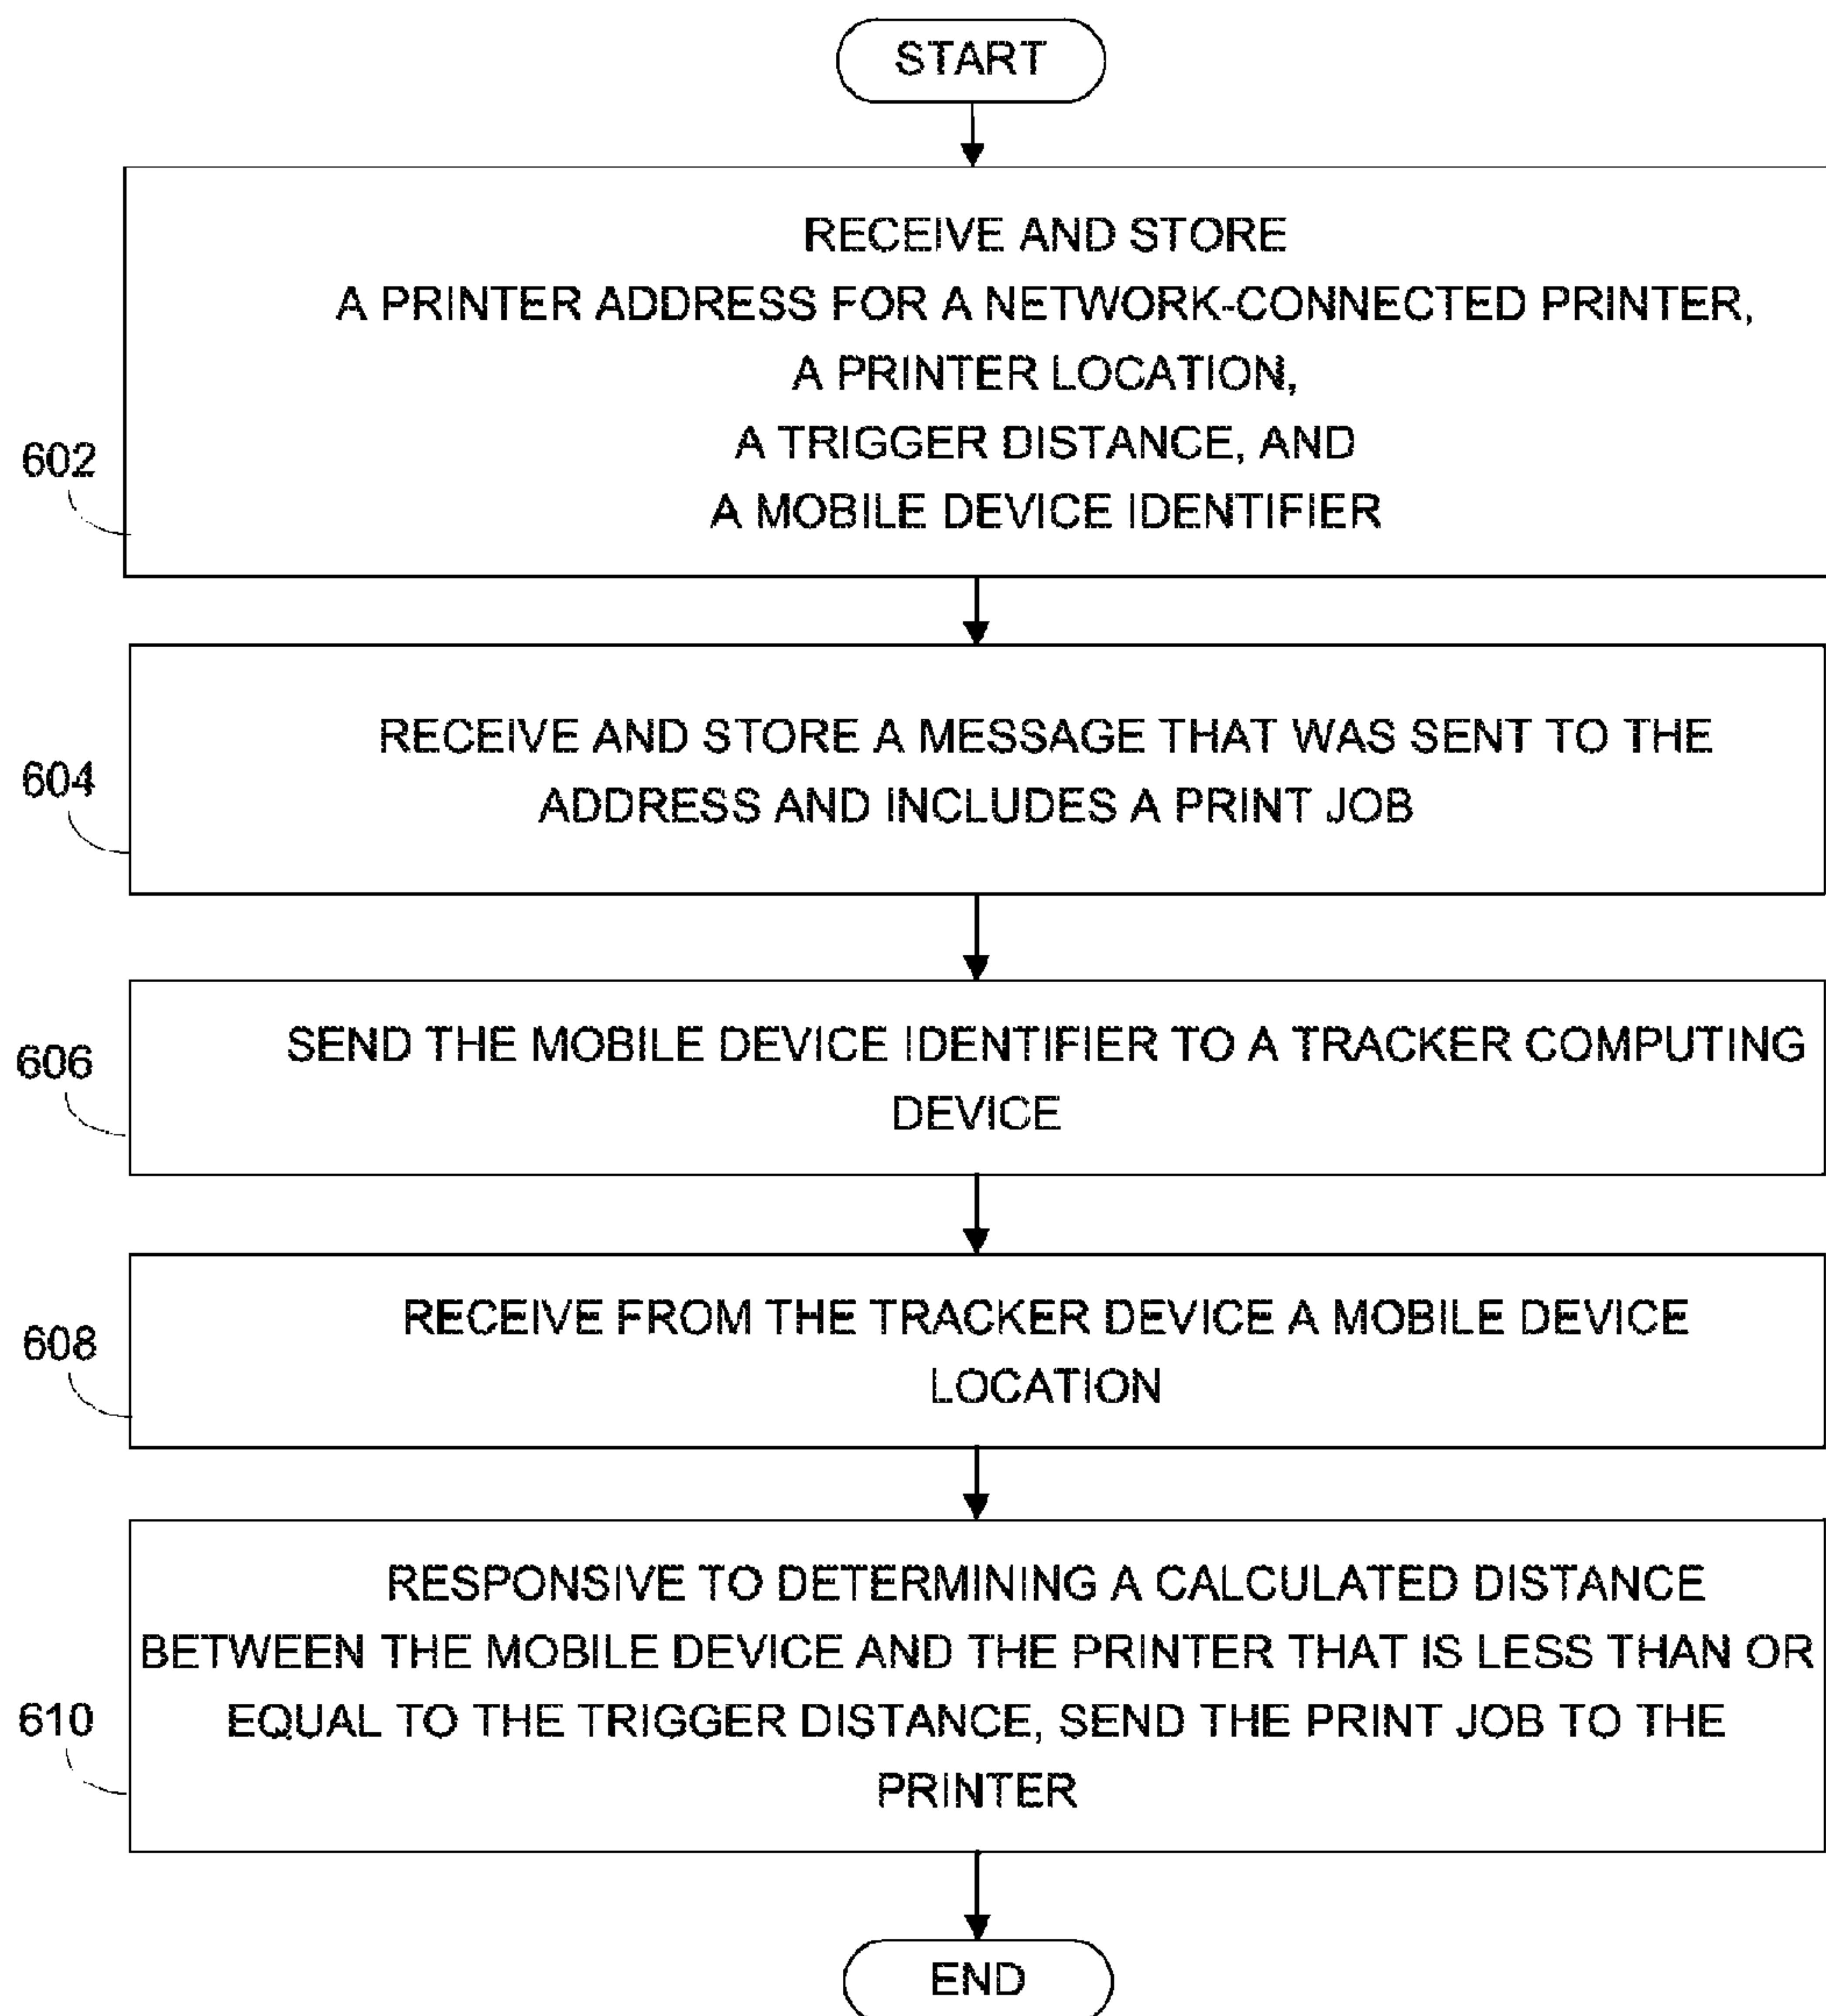 START
RECEIVE AND STORE
A PRINTER ADDRESS FOR A NETWORK-CONNECTED PRINTER,
A PRINTER LOCATION,
A TRIGGER DISTANCE, AND
A MOBILE DEVICE IDENTIFIER
602
RECEIVE AND STORE A MESSAGE THAT WAS SENT TO THE
ADDRESS AND INCLUDES A PRINT JOB
604
SEND THE MOBILE DEVICE IDENTIFIER TO A TRACKER COMPUTING
DEVICE
606
RECEIVE FROM THE TRACKER DEVICE A MOBILE DEVICE
LOCATION
608
RESPONSIVE TO DETERMINING A CALCULATED DISTANCE
BETWEEN THE MOBILE DEVICE AND THE PRINTER THAT IS LESS THAN OR
EQUAL TO THE TRIGGER DISTANCE, SEND THE PRINT JOB TO THE
PRINTER
610
END